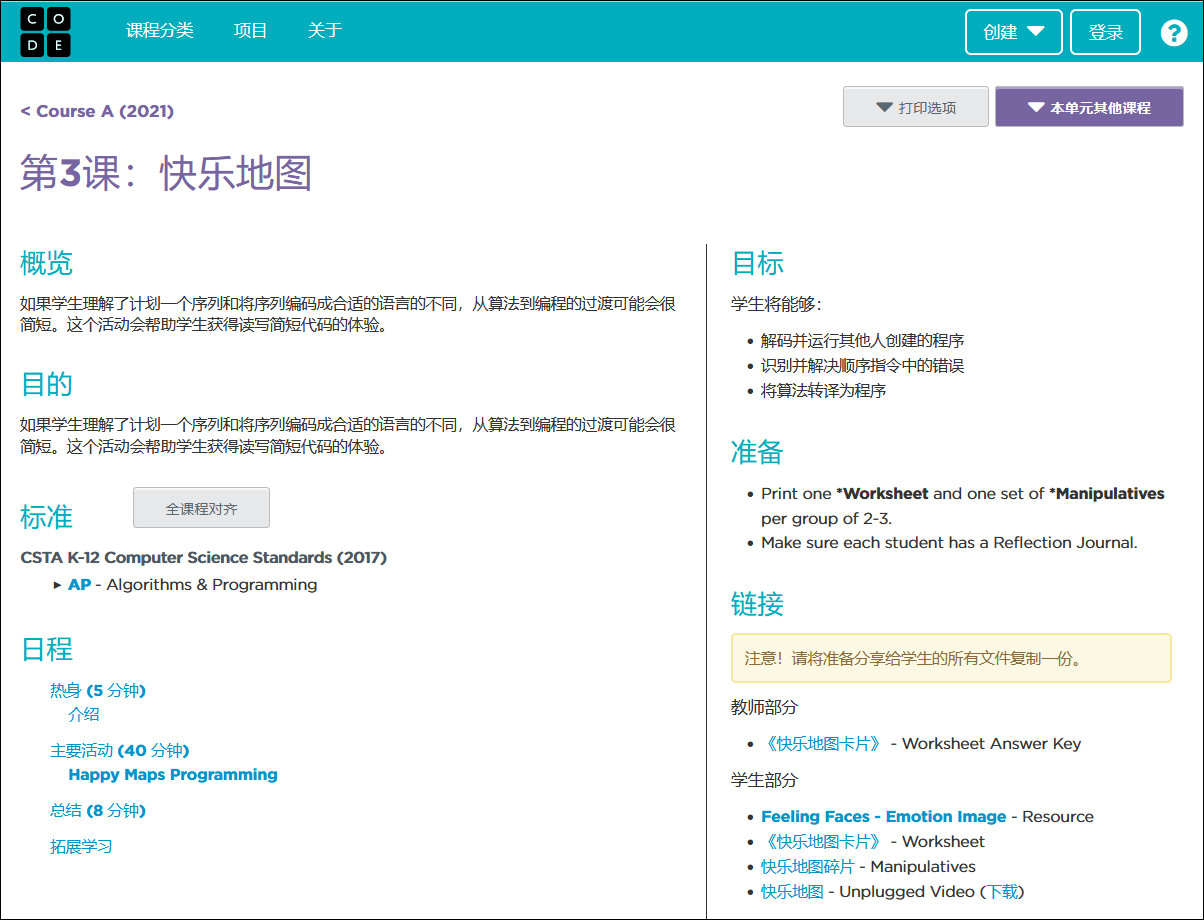 CODE
课程分类 项目 关于 创建 登录 ?
< Course A (2021) 打印选项 本单元其他课程
第3课：快乐地图
概览
如果学生理解了计划一个序列和将序列编码成合适的语言的不同，从算法到编程的过渡可能会很
简短。这个活动会帮助学生获得读写简短代码的体验。
目的
如果学生理解了计划一个序列和将序列编码成合适的语言的不同，从算法到编程的过渡可能会很
简短。这个活动会帮助学生获得读写简短代码的体验。
标准 全课程对齐
CSTA K-12 Computer Science Standards (2017)
▸ AP - Algorithms & Programming
日程
热身 (5 分钟)
介绍
主要活动 (40 分钟)
Happy Maps Programming
总结 (8 分钟)
拓展学习
目标
学生将能够：
• 解码并运行其他人创建的程序
• 识别并解决顺序指令中的错误
• 将算法转译为程序
准备
• Print one *Worksheet and one set of *Manipulatives
per group of 2-3.
• Make sure each student has a Reflection Journal.
链接
注意！请将准备分享给学生的所有文件复制一份。
教师部分
• 《快乐地图卡片》 - Worksheet Answer Key
学生部分
• Feeling Faces - Emotion Image - Resource
• 《快乐地图卡片》 - Worksheet
• 快乐地图碎片 - Manipulatives
• 快乐地图 - Unplugged Video (下载)